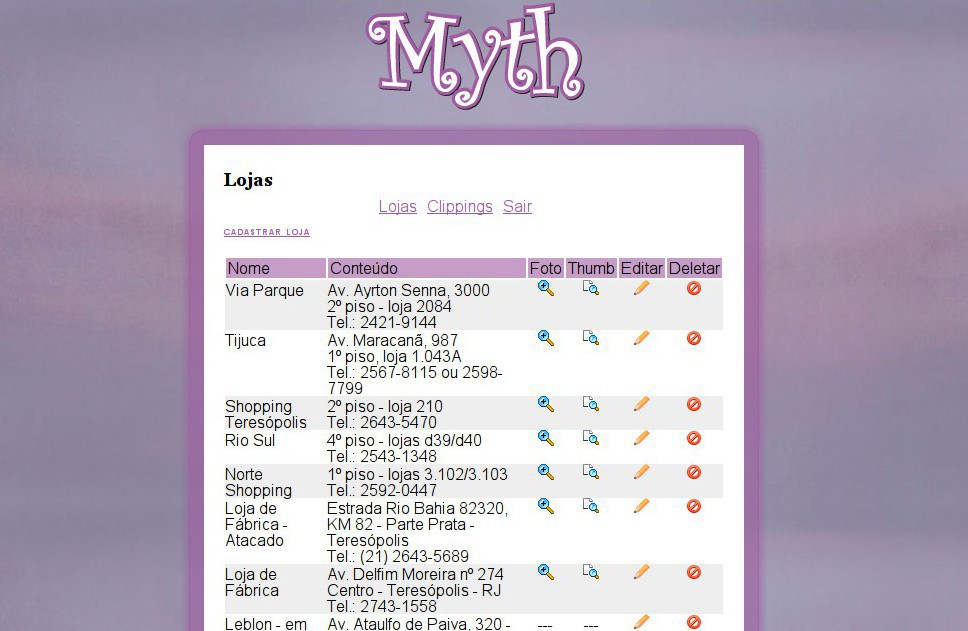 Myth
Lojas
Lojas Clippings Sair
CADASTRAR LOJA
Nome Conteúdo Foto Thumb Editar Deletar
Via Parque Av. Ayrton Senna, 3000
2º piso - loja 2084
Tel.: 2421-9144
Tijuca Av. Maracanã, 987
1º piso, loja 1.043A
Tel.: 2567-8115 ou 2598-
7799
Shopping 2º piso - loja 210
Teresópolis Tel.: 2643-5470
Rio Sul 4º piso - lojas d39/d40
Tel.: 2543-1348
Norte 1º piso - lojas 3.102/3.103
Shopping Tel.: 2592-0447
Loja de Estrada Rio Bahia 82320,
Fábrica - KM 82 - Parte Prata -
Atacado Teresópolis
Tel.: (21) 2643-5689
Loja de Av. Delfim Moreira nº 274
Fábrica Centro - Teresópolis - RJ
Tel.: 2743-1558
Leblon - em Av. Ataulfo de Paiva, 320 - --- ---